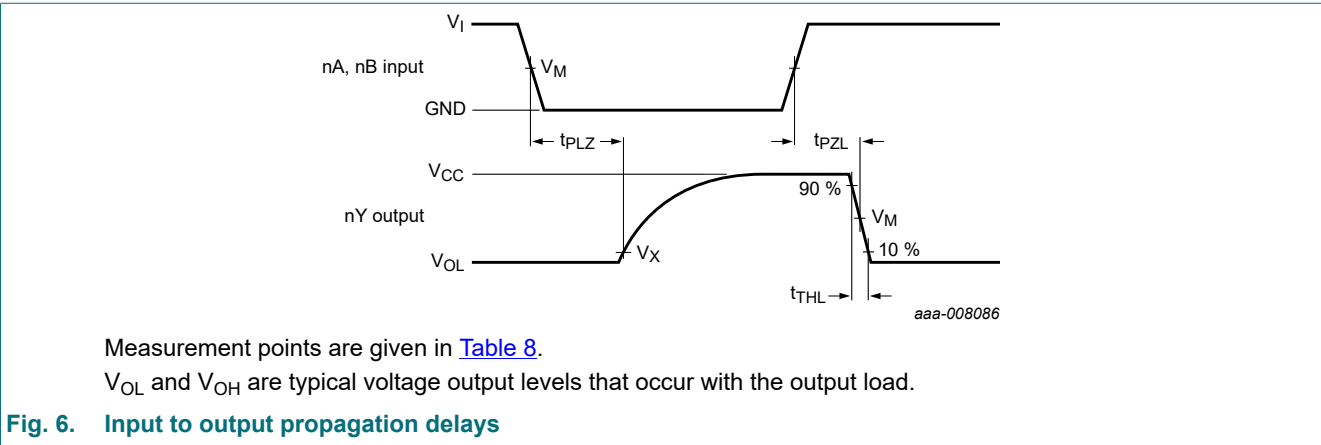 V_I
nA, nB input
V_M
GND
t_PLZ
t_PZL
V_CC
90 %
nY output
V_M
V_X
10 %
V_OL
t_THL
aaa-008086
Measurement points are given in Table 8.
V_OL and V_OH are typical voltage output levels that occur with the output load.
Fig. 6. Input to output propagation delays